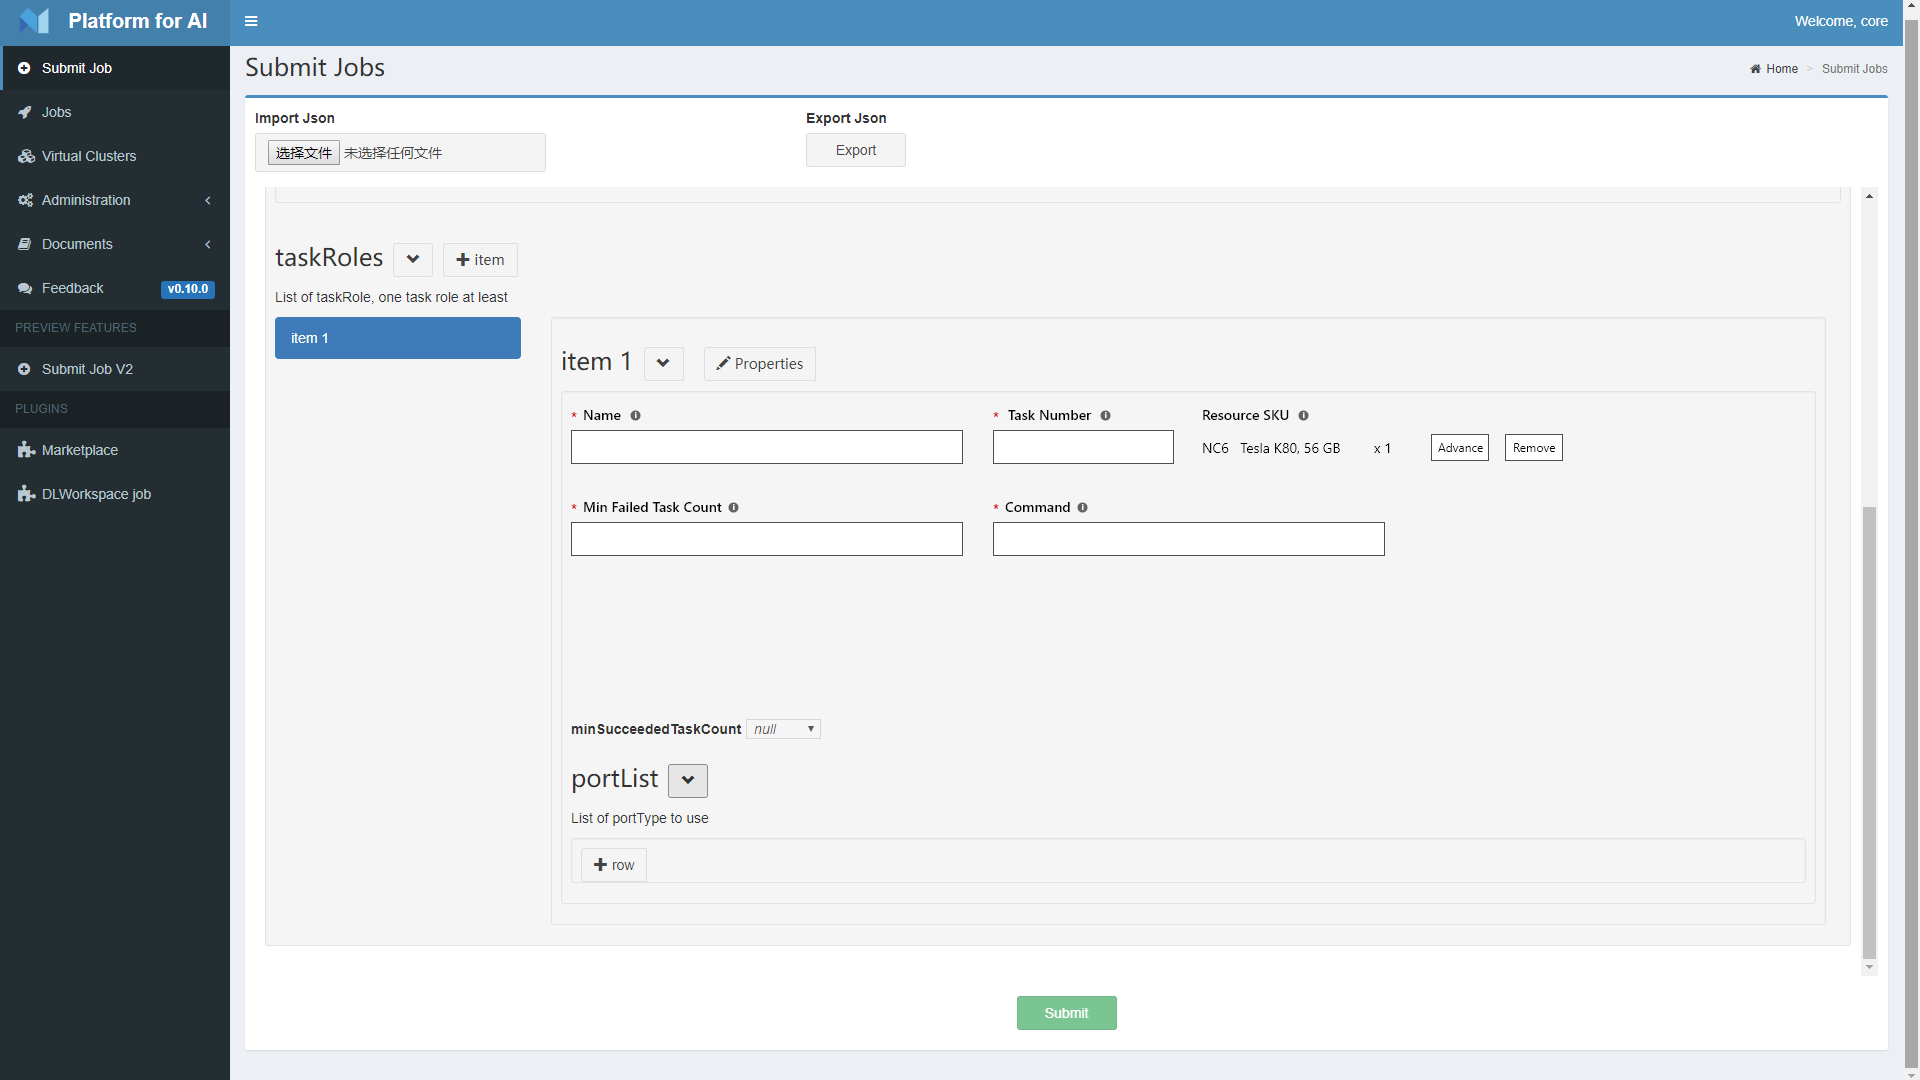 Platform for AI
Welcome, core
Submit Job
Jobs
Virtual Clusters
Administration
Documents
Feedback
v0.10.0
PREVIEW FEATURES
Submit Job V2
PLUGINS
Marketplace
DLWorkspace job
Submit Jobs
Home > Submit Jobs
Import Json
选择文件 未选择任何文件
Export Json
Export
taskRoles
item
List of taskRole, one task role at least
item 1
item 1
Properties
* Name
* Task Number
Resource SKU
NC6 Tesla K80, 56 GB x 1
Advance
Remove
* Min Failed Task Count
* Command
minSucceededTaskCount null
portList
List of portType to use
row
Submit